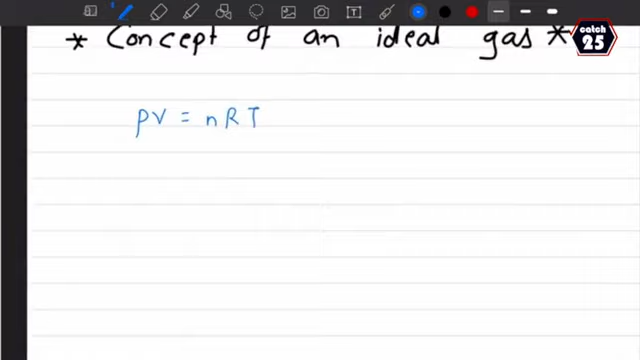 * Concept of an ideal gas *
catch
25
PV = nRT